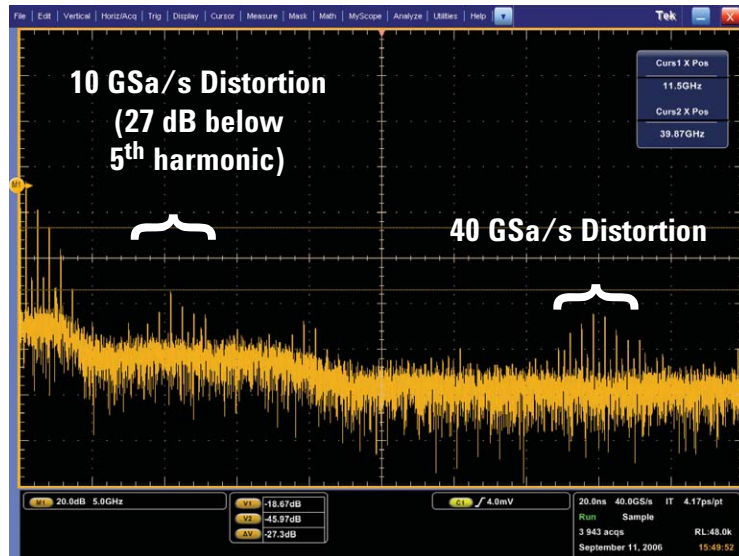 File | Edit | Vertical | Horiz/Acq | Trig | Display | Cursor | Measure | Mask | Math | MyScope | Analyze | Utilities | Help | Tek X
10 GSa/s Distortion
(27 dB below
5th harmonic)
Curs1 X Pos
11.5GHz
Curs2 X Pos
39.87GHz
M1
40 GSa/s Distortion
M1 20.0dB 5.0GHz
V1 -18.67dB
V2 -45.97dB
ΔV -27.3dB
C1 4.0mV
20.0ns 40.0GS/s IT 4.17ps/pt
Run Sample
3 943 acqs RL:48.0k
September 11, 2006 15:49:52